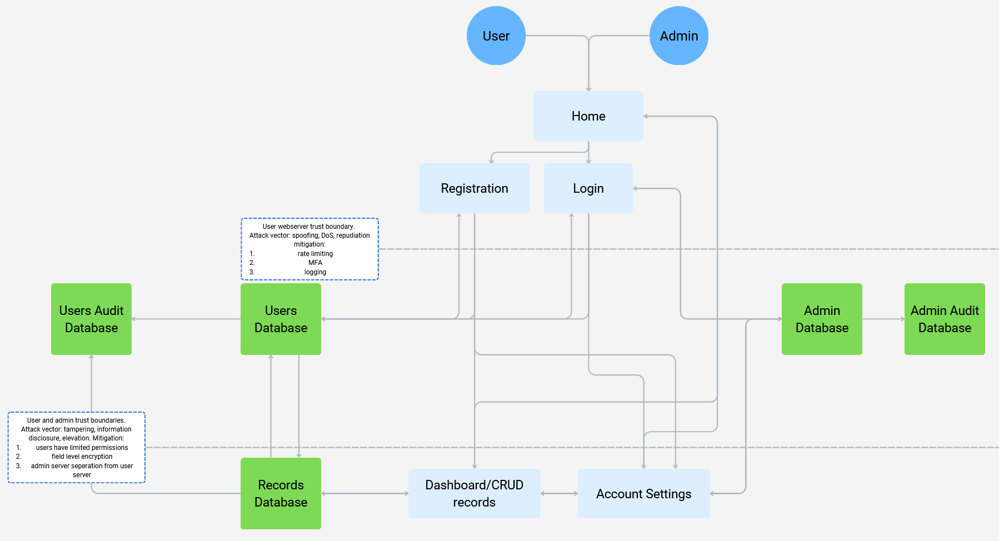 User
Admin
Home
Registration
Login
User webserver trust boundary.
Attack vector: spoofing, DoS, repudiation
mitigation:
1. rate limiting
2. MFA
3. logging
Users Audit
Database
Users
Database
Admin
Database
Admin Audit
Database
User and admin trust boundaries.
Attack vector: tampering, information
disclosure, elevation. Mitigation:
1. users have limited permissions
2. field level encryption
3. admin server seperation from user
server
Records
Database
Dashboard/CRUD
records
Account Settings